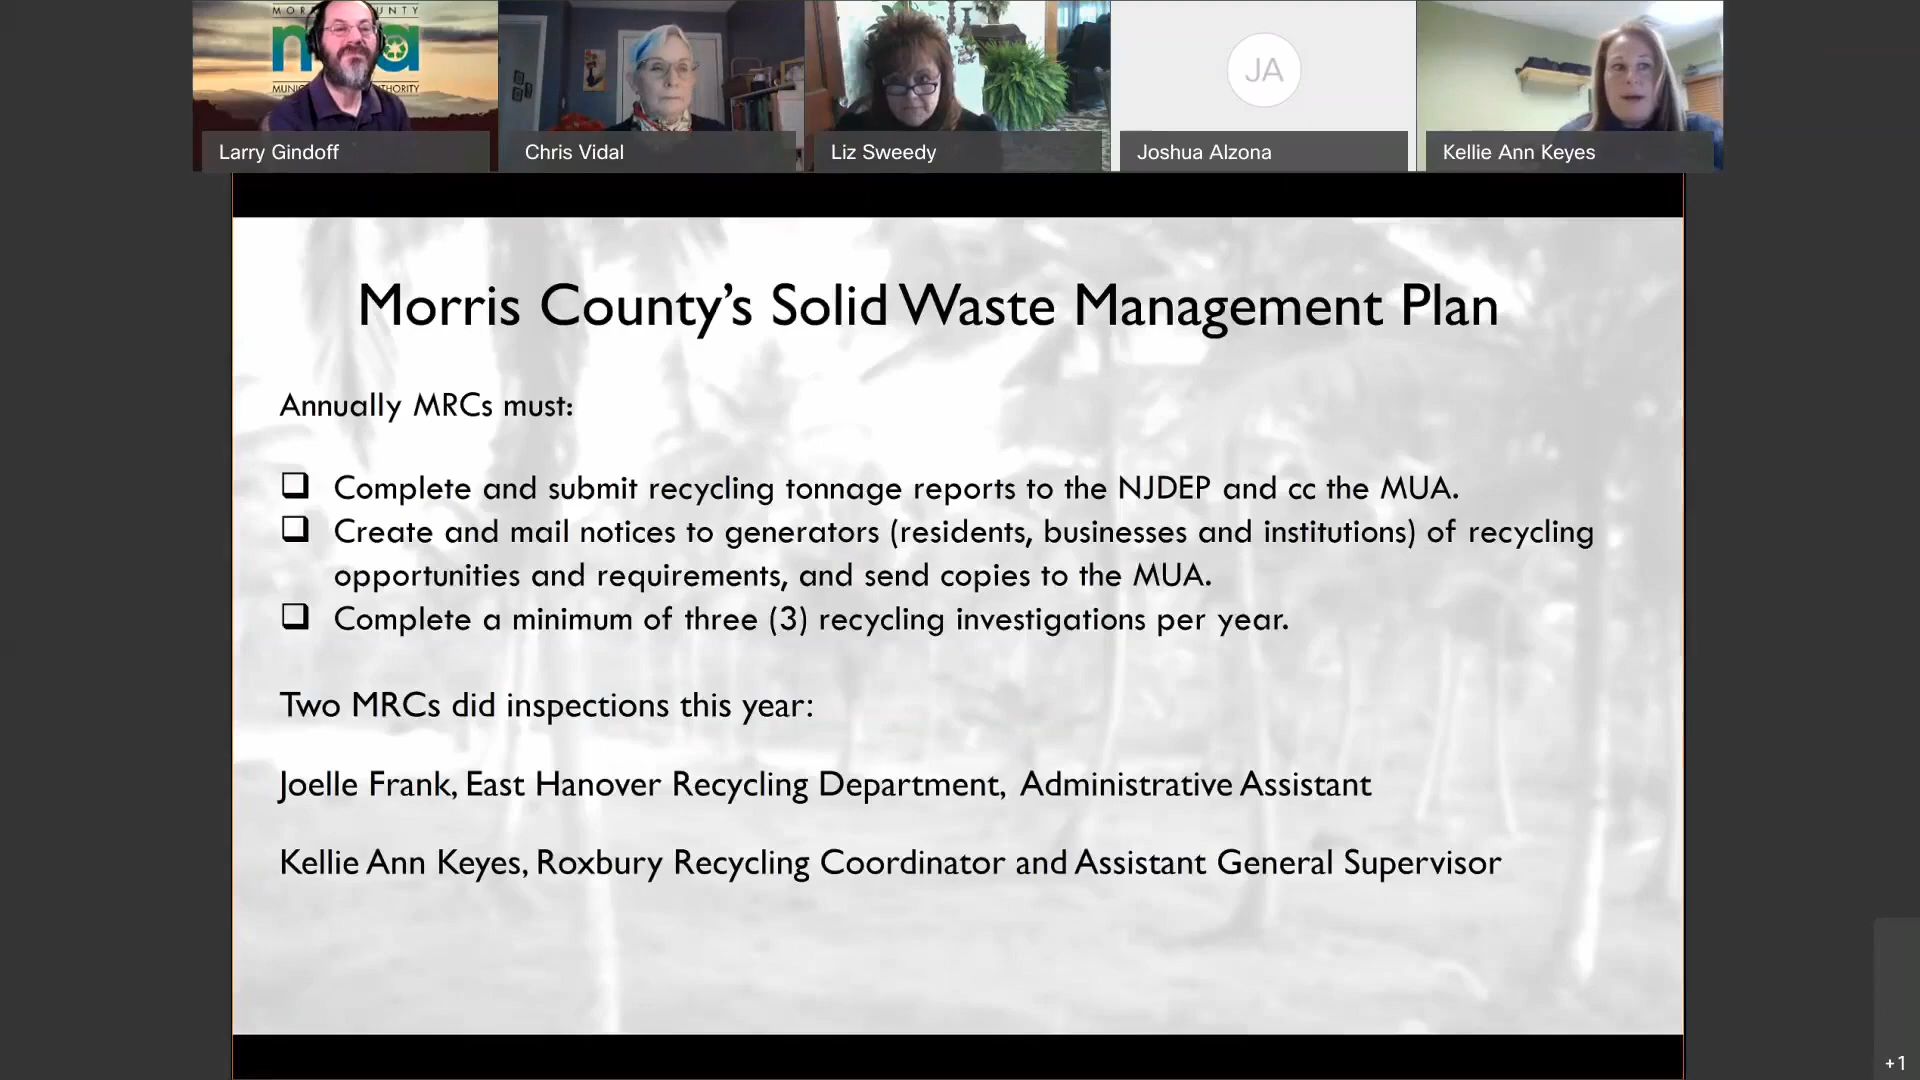 MORRIS COUNTY
Larry Gindoff
Chris Vidal
Liz Sweedy
JA
Joshua Alzona
Kellie Ann Keyes
Morris County's Solid Waste Management Plan
Annually MRCs must:
❑ Complete and submit recycling tonnage reports to the NJDEP and cc the MUA.
❑ Create and mail notices to generators (residents, businesses and institutions) of recycling
opportunities and requirements, and send copies to the MUA.
❑ Complete a minimum of three (3) recycling investigations per year.
Two MRCs did inspections this year:
Joelle Frank, East Hanover Recycling Department, Administrative Assistant
Kellie Ann Keyes, Roxbury Recycling Coordinator and Assistant General Supervisor
+1